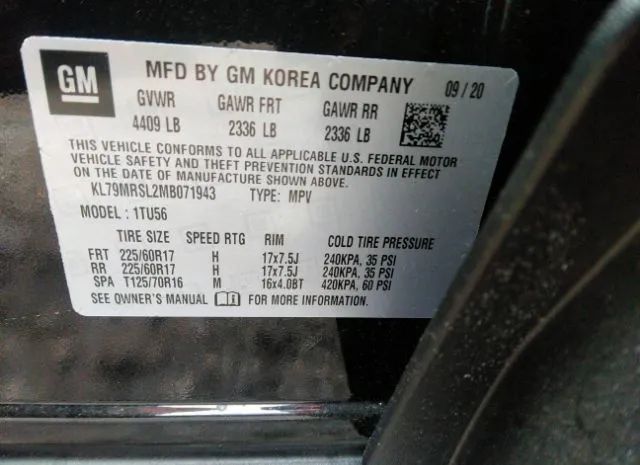 GM
MFD BY GM KOREA COMPANY 09/20
GVWR GAWR FRT GAWR RR
4409 LB 2336 LB 2336 LB
THIS VEHICLE CONFORMS TO ALL APPLICABLE U.S. FEDERAL MOTOR
VEHICLE SAFETY AND THEFT PREVENTION STANDARDS IN EFFECT
ON THE DATE OF MANUFACTURE SHOWN ABOVE.
KL79MRSL2MB071943 TYPE: MPV
MODEL : 1TU56
TIRE SIZE SPEED RTG RIM COLD TIRE PRESSURE
FRT 225/60R17 H 17x7.5J 240KPA, 35 PSI
RR 225/60R17 H 17x7.5J 240KPA, 35 PSI
SPA T125/70R16 M 16x4.0BT 420KPA, 60 PSI
SEE OWNER'S MANUAL FOR MORE INFORMATION.